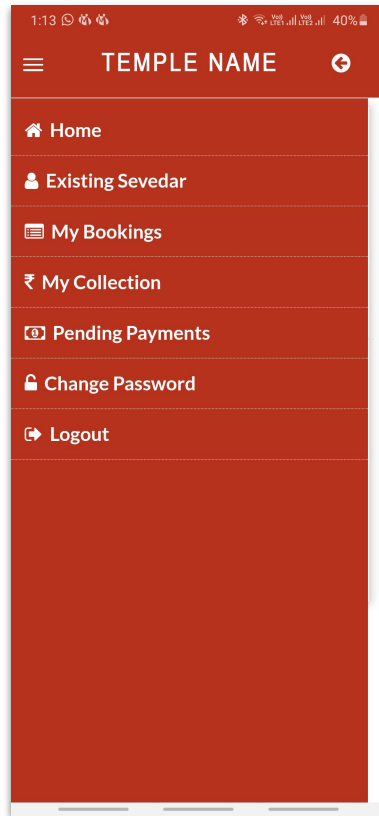 1:13 40%
TEMPLE NAME
Home
Existing Sevedar
My Bookings
₹ My Collection
Pending Payments
Change Password
Logout